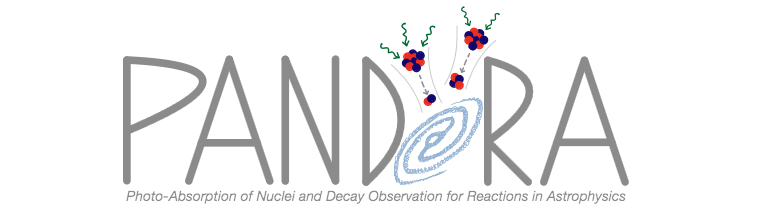 PANDORA
Photo-Absorption of Nuclei and Decay Observation for Reactions in Astrophysics